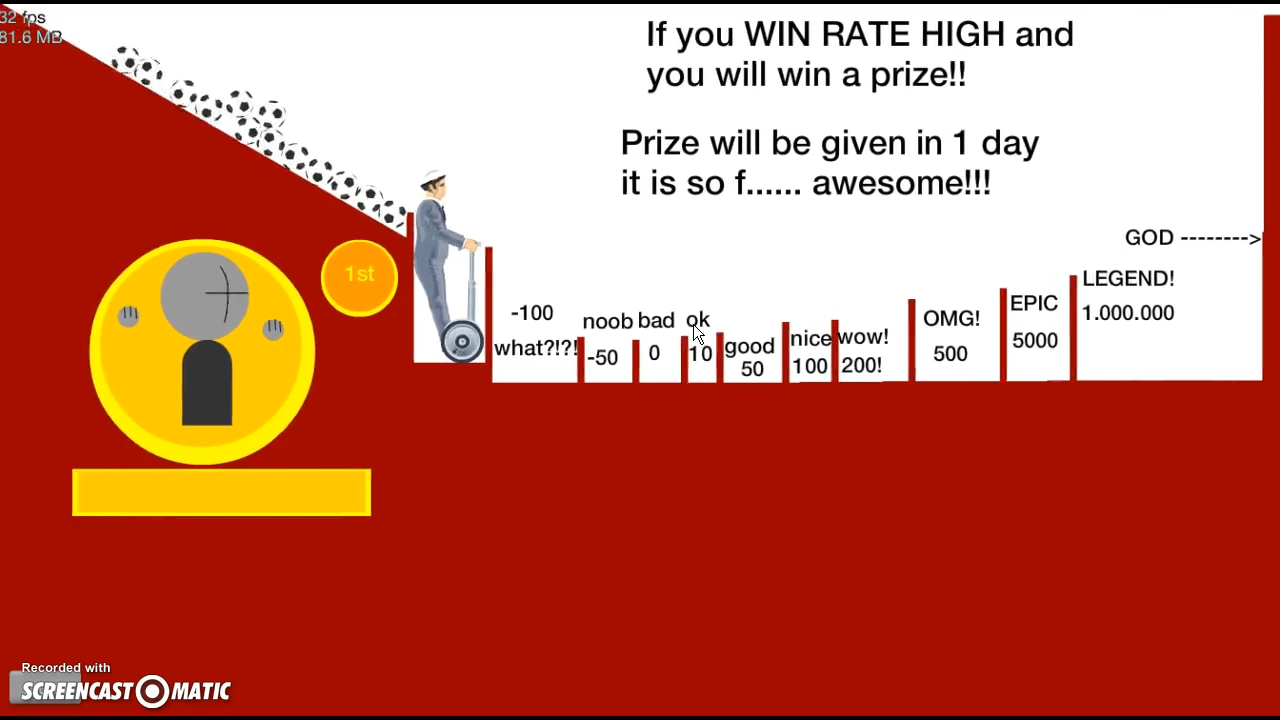 32 fps
81.6 MB
If you WIN RATE HIGH and
you will win a prize!!
Prize will be given in 1 day
it is so f...... awesome!!!
GOD -------->
1st
-100
what?!?!
noob
-50
bad
0
ok
10
good
50
nice
100
wow!
200!
OMG!
500
EPIC
5000
LEGEND!
1.000.000
Recorded with
SCREENCAST MATIC